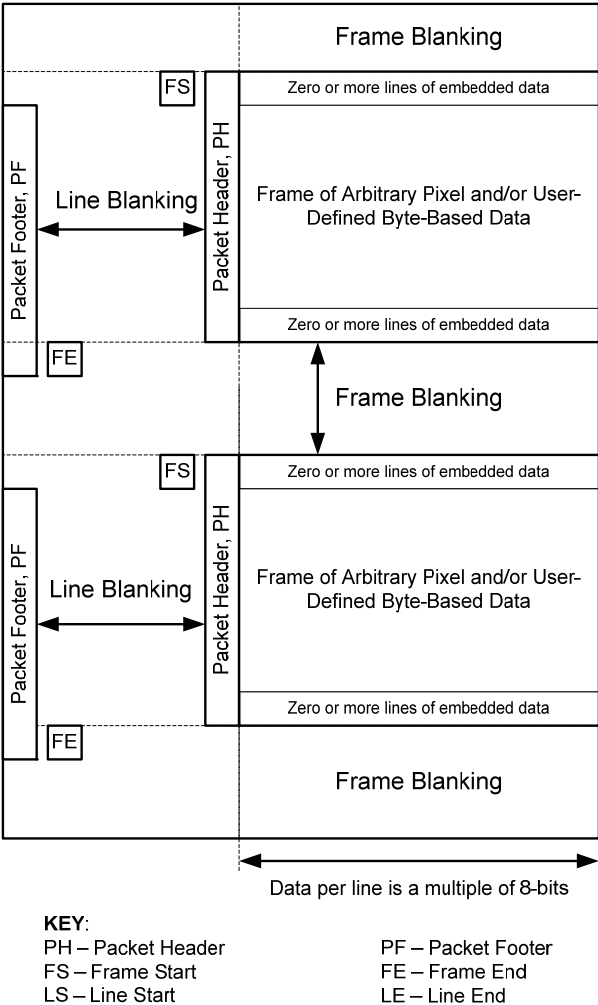 Frame Blanking
FS
Zero or more lines of embedded data
Packet Footer, PF
Line Blanking
Packet Header, PH
Frame of Arbitrary Pixel and/or User-
Defined Byte-Based Data
Zero or more lines of embedded data
FE
Frame Blanking
FS
Zero or more lines of embedded data
Packet Footer, PF
Line Blanking
Packet Header, PH
Frame of Arbitrary Pixel and/or User-
Defined Byte-Based Data
Zero or more lines of embedded data
FE
Frame Blanking
Data per line is a multiple of 8-bits
KEY:
PH – Packet Header
PF – Packet Footer
FS – Frame Start
FE – Frame End
LS – Line Start
LE – Line End